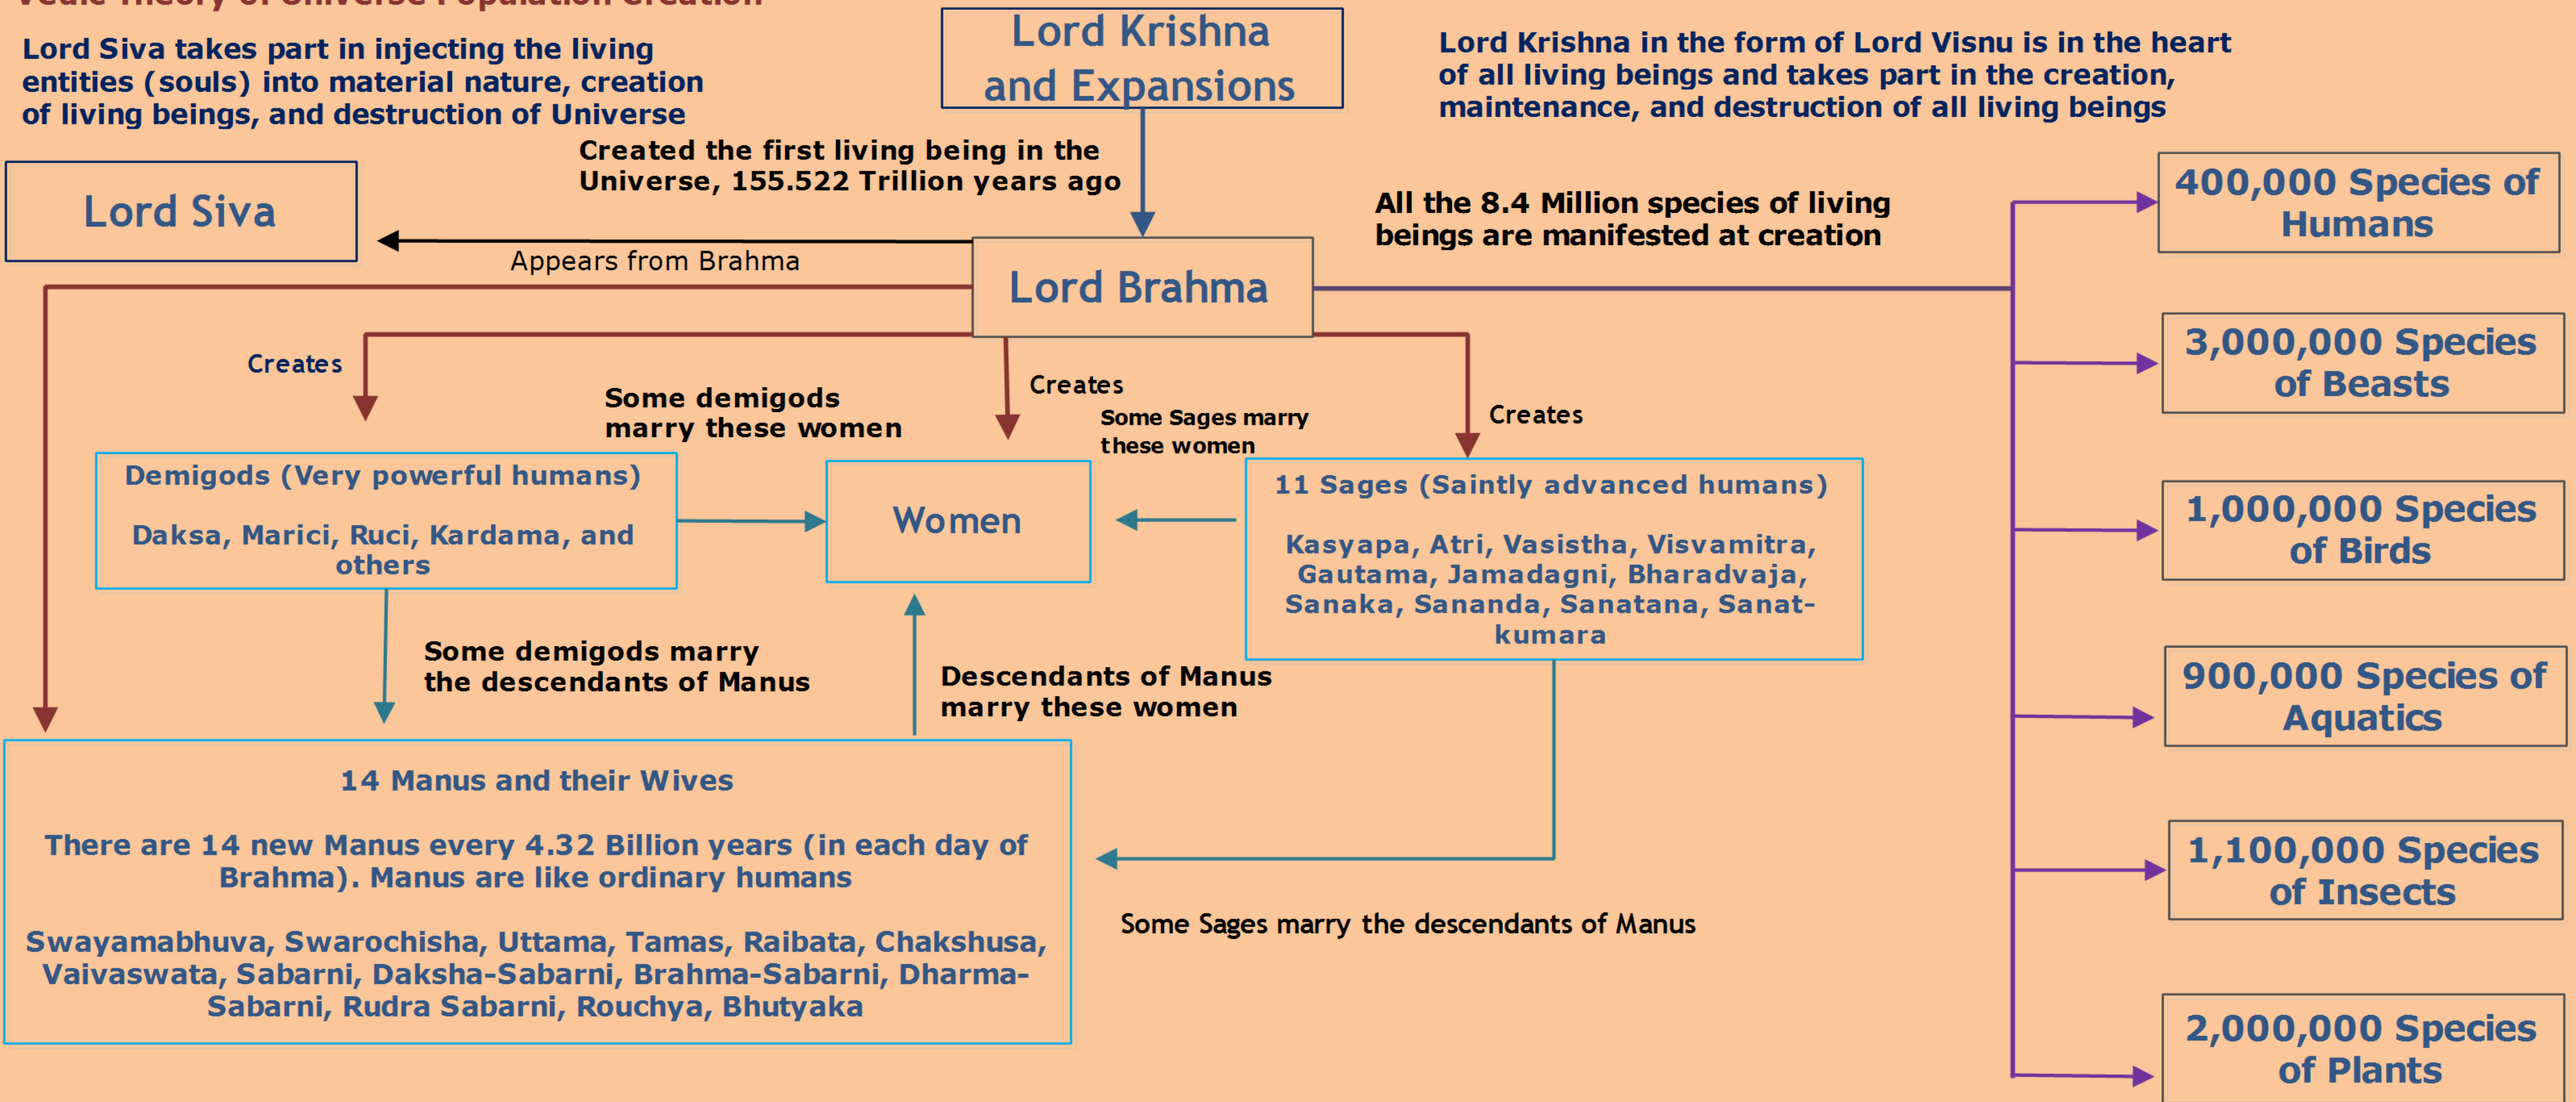 Vedic Theory of Universe Population Creation
Lord Siva takes part in injecting the living
entities (souls) into material nature, creation
of living beings, and destruction of Universe
Lord Krishna
and Expansions
Lord Krishna in the form of Lord Visnu is in the heart
of all living beings and takes part in the creation,
maintenance, and destruction of all living beings
Created the first living being in the
Universe, 155.522 Trillion years ago
Lord Siva
Appears from Brahma
Lord Brahma
All the 8.4 Million species of living
beings are manifested at creation
400,000 Species of
Humans
3,000,000 Species
of Beasts
1,000,000 Species
of Birds
900,000 Species of
Aquatics
1,100,000 Species
of Insects
2,000,000 Species
of Plants
Creates
Some demigods
marry these women
Creates
Some Sages marry
these women
Creates
Demigods (Very powerful humans)
Daksa, Marici, Ruci, Kardama, and
others
Women
11 Sages (Saintly advanced humans)
Kasyapa, Atri, Vasistha, Visvamitra,
Gautama, Jamadagni, Bharadvaja,
Sanaka, Sananda, Sanatana, Sanat-
kumara
Some demigods marry
the descendants of Manus
Descendants of Manus
marry these women
14 Manus and their Wives
There are 14 new Manus every 4.32 Billion years (in each day of
Brahma). Manus are like ordinary humans
Swayamabhuva, Swarochisha, Uttama, Tamas, Raibata, Chakshusa,
Vaivaswata, Sabarni, Daksha-Sabarni, Brahma-Sabarni, Dharma-
Sabarni, Rudra Sabarni, Rouchya, Bhutyaka
Some Sages marry the descendants of Manus